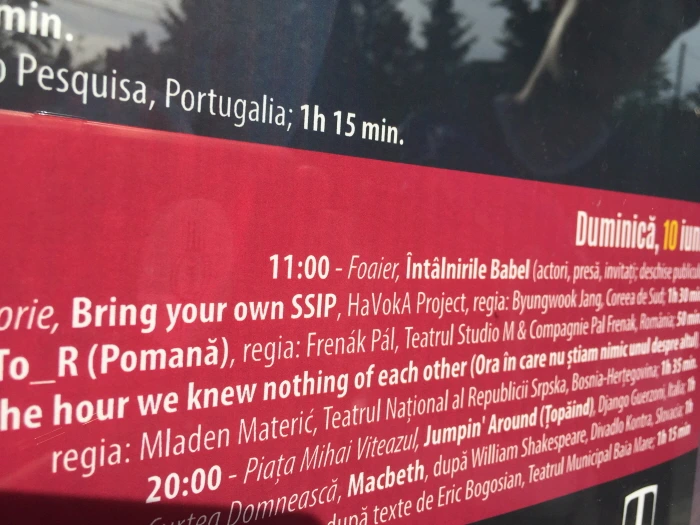 min.
o Pesquisa, Portugalia; 1h 15 min.
Duminică, 10 iun
11:00 - Foaier, Întâlnirile Babel (actori, presă, invitați; deschise publicu
orie, Bring your own SSIP, HaVokA Project, regia: Byungwook Jang, Coreea de Sud; 1h 30 min
To_R (Pomană), regia: Frenák Pál, Teatrul Studio M & Compagnie Pal Frenak, România; 50 min
he hour we knew nothing of each other (Ora în care nu știam nimic unul despre altul)
regia: Mladen Materić, Teatrul Național al Republicii Srpska, Bosnia-Herțegovina; 1h 35 min.
20:00 - Piața Mihai Viteazul, Jumpin' Around (Țopăind), Django Guerzoni, Italia;
Curtea Domnească, Macbeth, după William Shakespeare, Divadlo Kontra, Slovacia;
după texte de Eric Bogosian, Teatrul Municipal Baia Mare; 1h 15 min